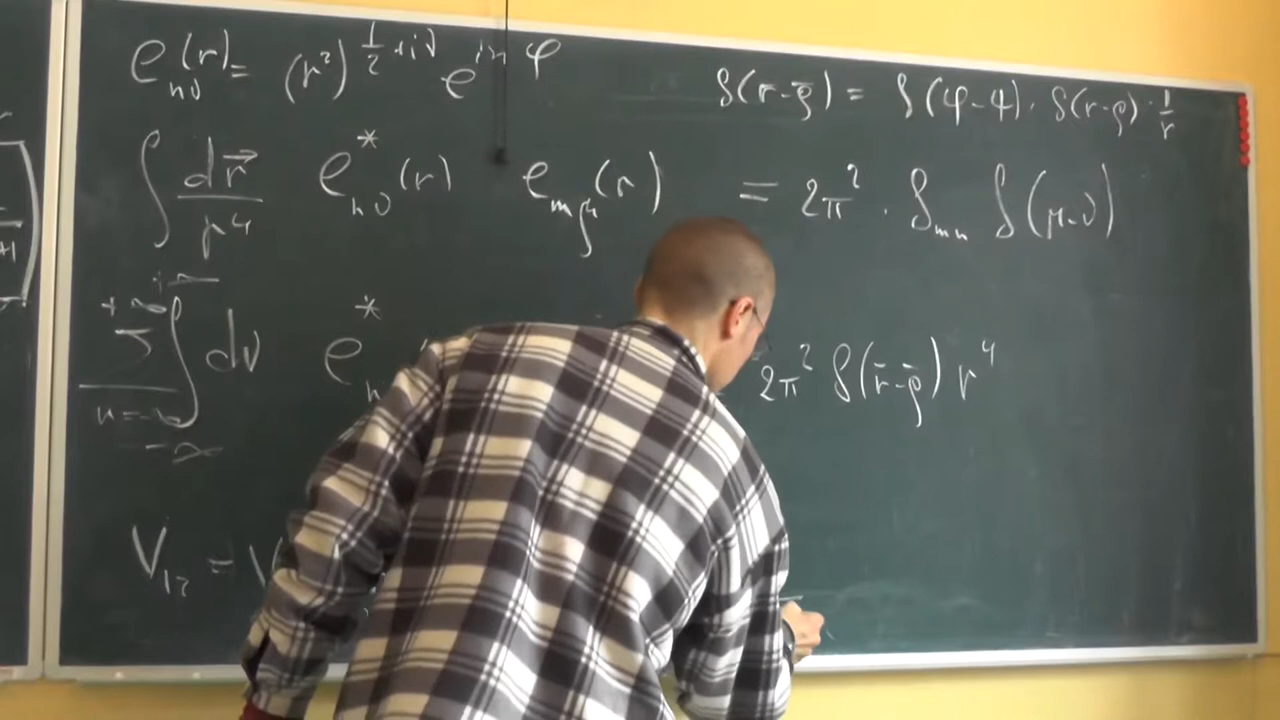 e_{nν}(r) = (r²)^{1/2 + iν} e^{inφ}
δ(r̄-ρ̄) = δ(φ-ψ)·δ(r-ρ)·1/r
∫ dr⃗/r⁴ e*_{nν}(r) e_{mμ}(r) = 2π² · δ_{mn} δ(μ-ν)
+∞ Σ n=-∞ ∫ +∞ -∞ dν e*_{n 2π² δ(r̄-ρ̄) r⁴
V₁₂ = V